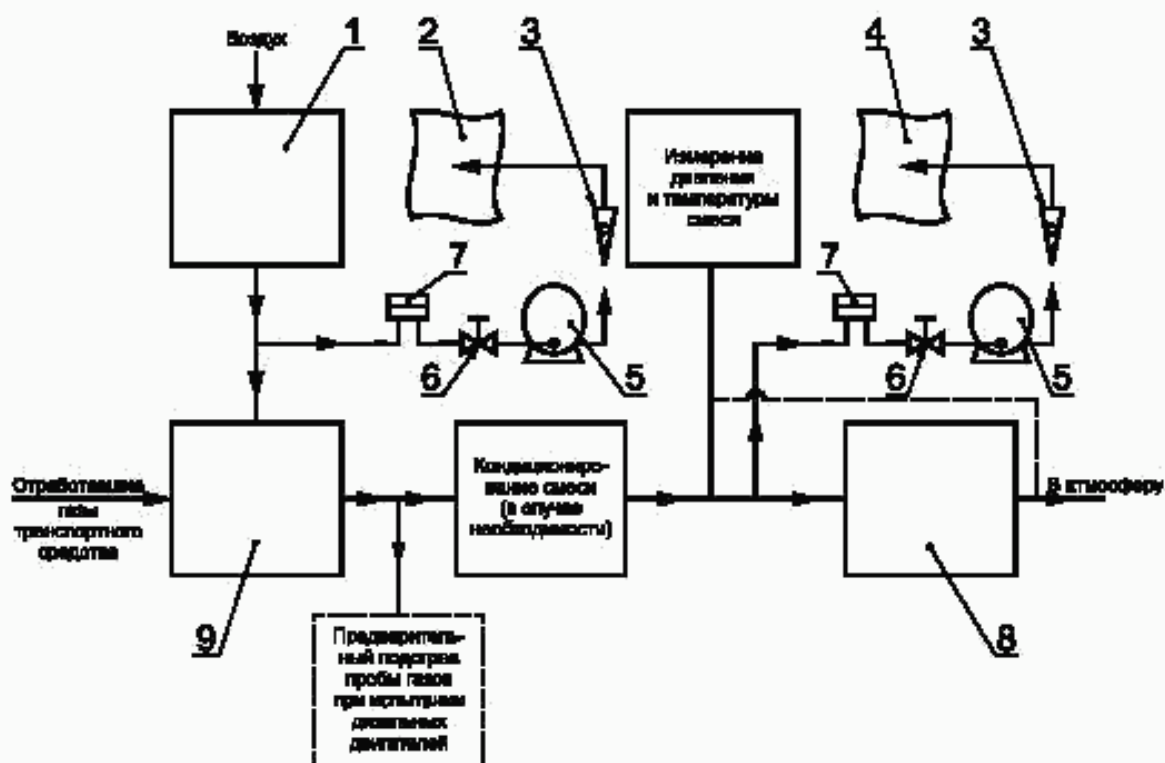 Воздух
1
2
3
4
3
Измерение
давления
и температуры
смеси
7
7
6
5
6
5
Отработавшие
газы
транспортного
средства
Кондициониро-
вание смеси
(в случае
необходимости)
В атмосферу
9
8
Предваритель-
ный подогрев
пробы газов
при испытании
дизельных
двигателей